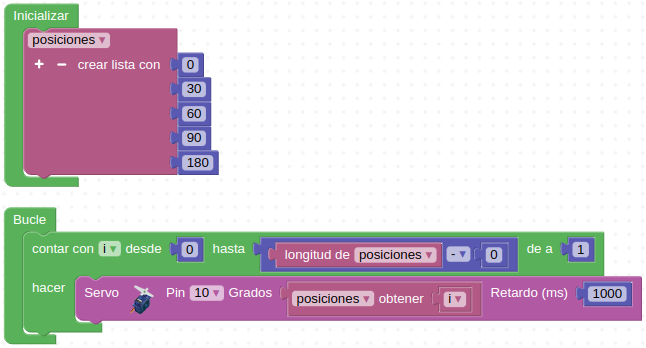 Inicializar
posiciones
+ − crear lista con 0
30
60
90
180
Bucle
contar con i desde 0 hasta longitud de posiciones - 0 de a 1
hacer Servo Pin 10 Grados posiciones obtener i Retardo (ms) 1000